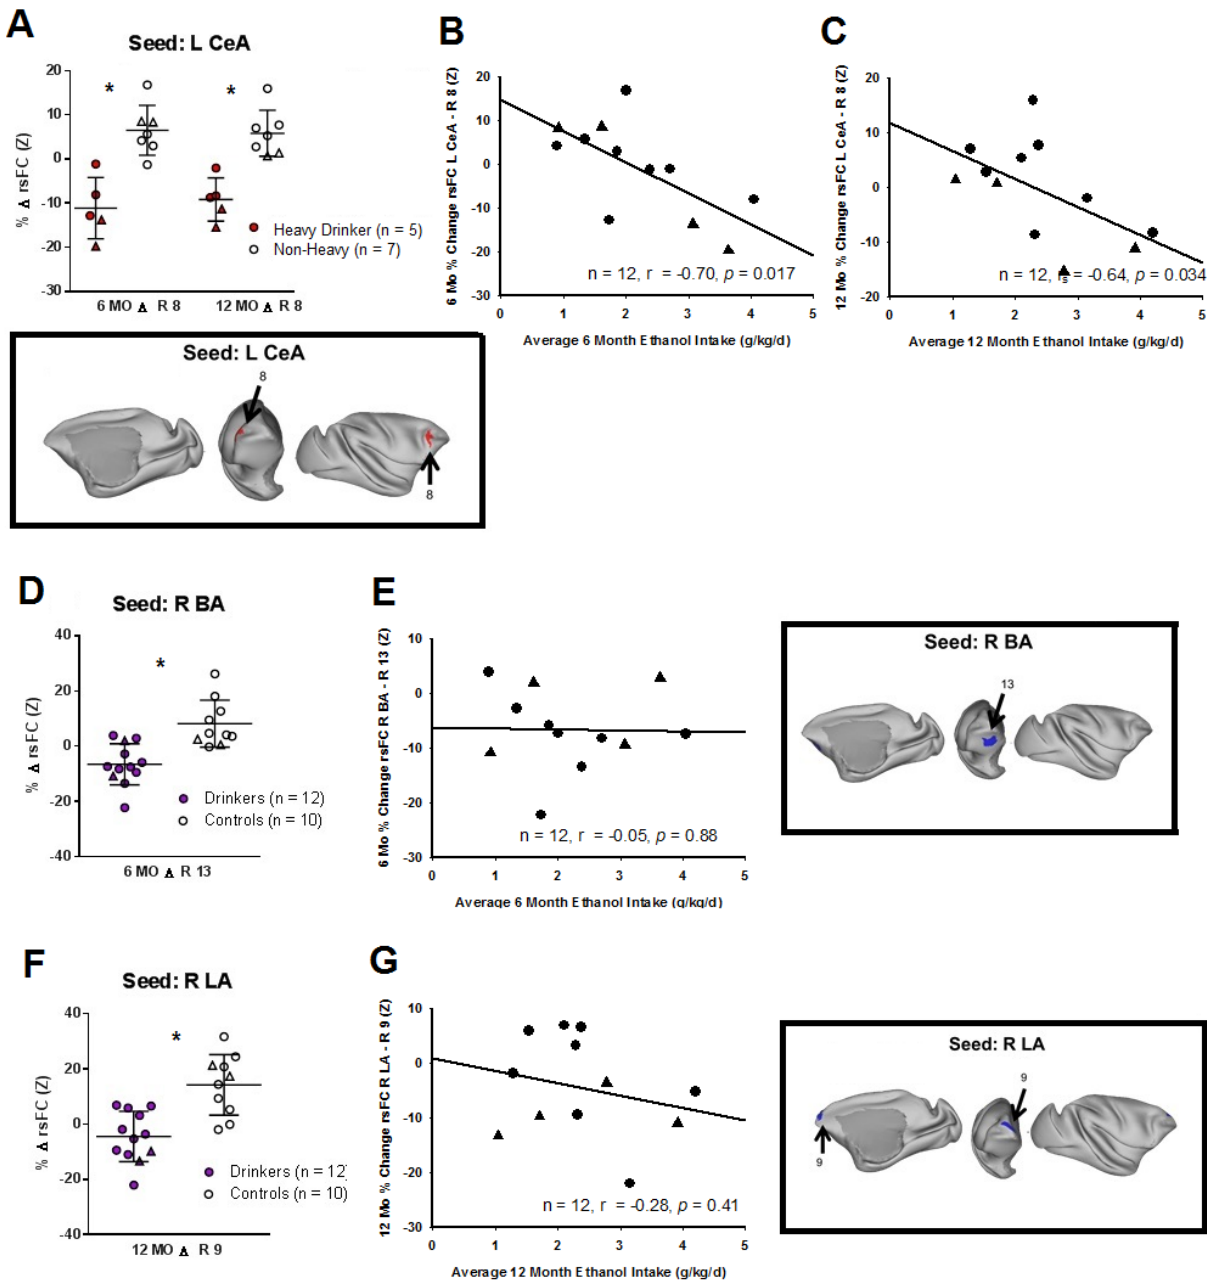 A
Seed: L CeA
% Δ rsFC (Z)
20
10
0
-10
-20
-30
*
*
Heavy Drinker (n = 5)
Non-Heavy (n = 7)
6 MO Δ R 8
12 MO Δ R 8
B
6 Mo % Change rsFC L CeA - R 8 (Z)
20
10
0
-10
-20
-30
n = 12, r = -0.70, p = 0.017
0 1 2 3 4 5
Average 6 Month Ethanol Intake (g/kg/d)
C
12 Mo % Change rsFC L CeA - R 8 (Z)
20
10
0
-10
-20
n = 12, rs = -0.64, p = 0.034
0 1 2 3 4 5
Average 12 Month Ethanol Intake (g/kg/d)
Seed: L CeA
8
8
D
Seed: R BA
% Δ rsFC (Z)
40
20
0
-20
-40
*
Drinkers (n = 12)
Controls (n = 10)
6 MO Δ R 13
E
6 Mo % Change rsFC R BA - R 13 (Z)
10
0
-10
-20
-30
n = 12, r = -0.05, p = 0.88
0 1 2 3 4 5
Average 6 Month Ethanol Intake (g/kg/d)
Seed: R BA
13
F
Seed: R LA
% Δ rsFC (Z)
40
20
0
-20
-40
*
Drinkers (n = 12)
Controls (n = 10)
12 MO Δ R 9
G
12 Mo % Change rsFC R LA - R 9 (Z)
10
0
-10
-20
-30
n = 12, r = -0.28, p = 0.41
0 1 2 3 4 5
Average 12 Month Ethanol Intake (g/kg/d)
Seed: R LA
9
9